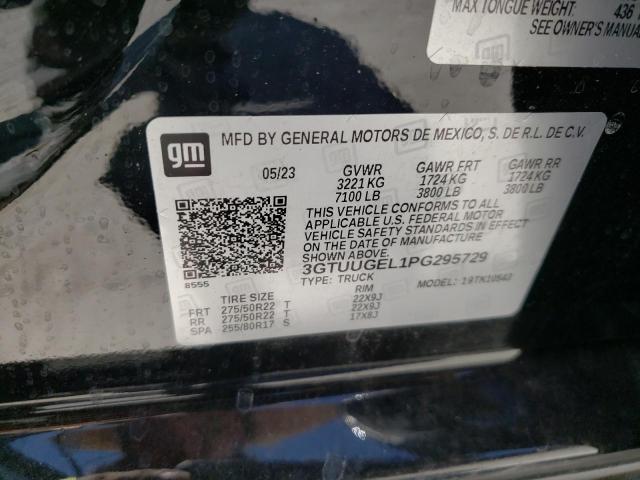 MAX TONGUE WEIGHT: 436
SEE OWNER'S MANUAL
gm
MFD BY GENERAL MOTORS DE MEXICO, S. DE R.L. DE C.V.
05/23 GVWR GAWR FRT GAWR RR
3221 KG 1724 KG 1724 KG
7100 LB 3800 LB 3800 LB
THIS VEHICLE CONFORMS TO ALL
APPLICABLE U.S. FEDERAL MOTOR
VEHICLE SAFETY STANDARDS IN
EFFECT ON THE DATE OF MANUFACTURE
SHOWN ABOVE.
3GTUUGEL1PG295729
8555
TYPE: TRUCK MODEL: 19TK10543
TIRE SIZE RIM
FRT 275/50R22 T 22X9J
RR 275/50R22 T 22X9J
SPA 255/80R17 S 17X8J